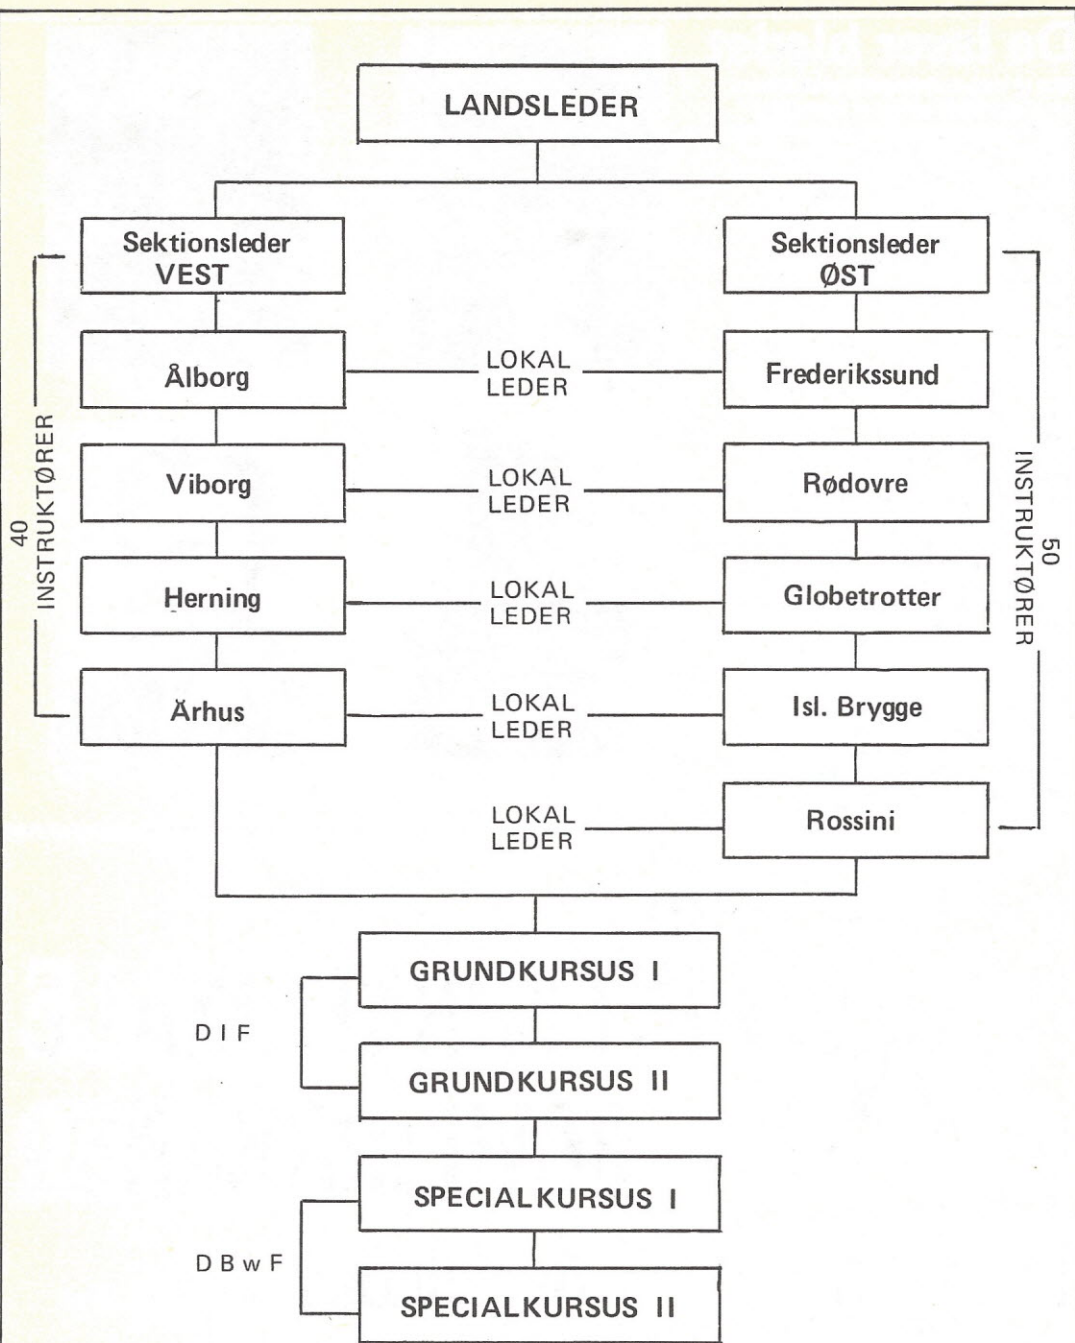 LANDSLEDER
Sektionsleder
VEST
Sektionsleder
ØST
40
INSTRUKTØRER
50
INSTRUKTØRER
Ålborg
LOKAL
LEDER
Frederikssund
Viborg
LOKAL
LEDER
Rødovre
Herning
LOKAL
LEDER
Globetrotter
Århus
LOKAL
LEDER
Isl. Brygge
LOKAL
LEDER
Rossini
GRUNDKURSUS I
DIF
GRUNDKURSUS II
SPECIALKURSUS I
DBwF
SPECIALKURSUS II